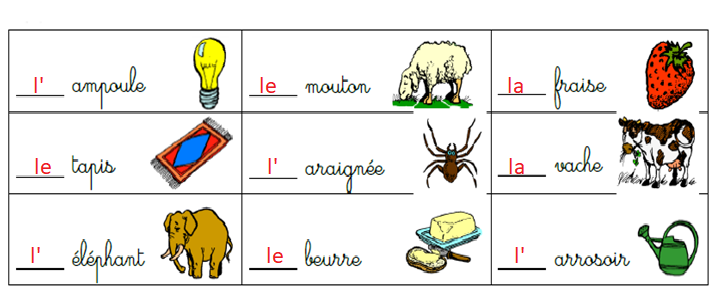 l' ampoule
le mouton
la fraise
le tapis
l' araignée
la vache
l' éléphant
le beurre
l' arrosoir